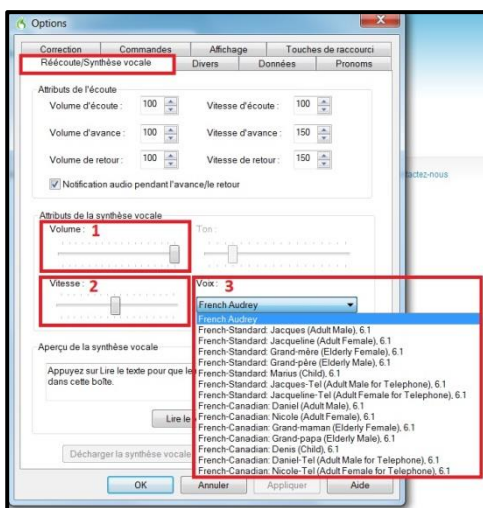 Options
Correction Commandes Affichage Touches de raccourci
Réécoute/Synthèse vocale Divers Données Pronoms
Attributs de l'écoute
Volume d'écoute : 100 Vitesse d'écoute : 100
Volume d'avance : 100 Vitesse d'avance : 150
Volume de retour : 100 Vitesse de retour : 150
Notification audio pendant l'avance/le retour
tactez-nous
Attributs de la synthèse vocale
Volume : 1 Ton :
Vitesse : 2 Voix : 3
French Audrey
French Audrey
French-Standard: Jacques (Adult Male), 6.1
French-Standard: Jacqueline (Adult Female), 6.1
French-Standard: Grand-mère (Elderly Female), 6.1
French-Standard: Grand-père (Elderly Male), 6.1
French-Standard: Marius (Child), 6.1
French-Standard: Jacques-Tel (Adult Male for Telephone), 6.1
French-Standard: Jacqueline-Tel (Adult Female for Telephone), 6.1
French-Canadian: Daniel (Adult Male), 6.1
French-Canadian: Nicole (Adult Female), 6.1
French-Canadian: Grand-maman (Elderly Female), 6.1
French-Canadian: Grand-papa (Elderly Male), 6.1
French-Canadian: Denis (Child), 6.1
French-Canadian: Daniel-Tel (Adult Male for Telephone), 6.1
French-Canadian: Nicole-Tel (Adult Female for Telephone), 6.1
Aperçu de la synthèse vocale
Appuyez sur Lire le texte pour que les
dans cette boîte.
Lire le
Décharger la synthèse vocale
OK Annuler Appliquer Aide